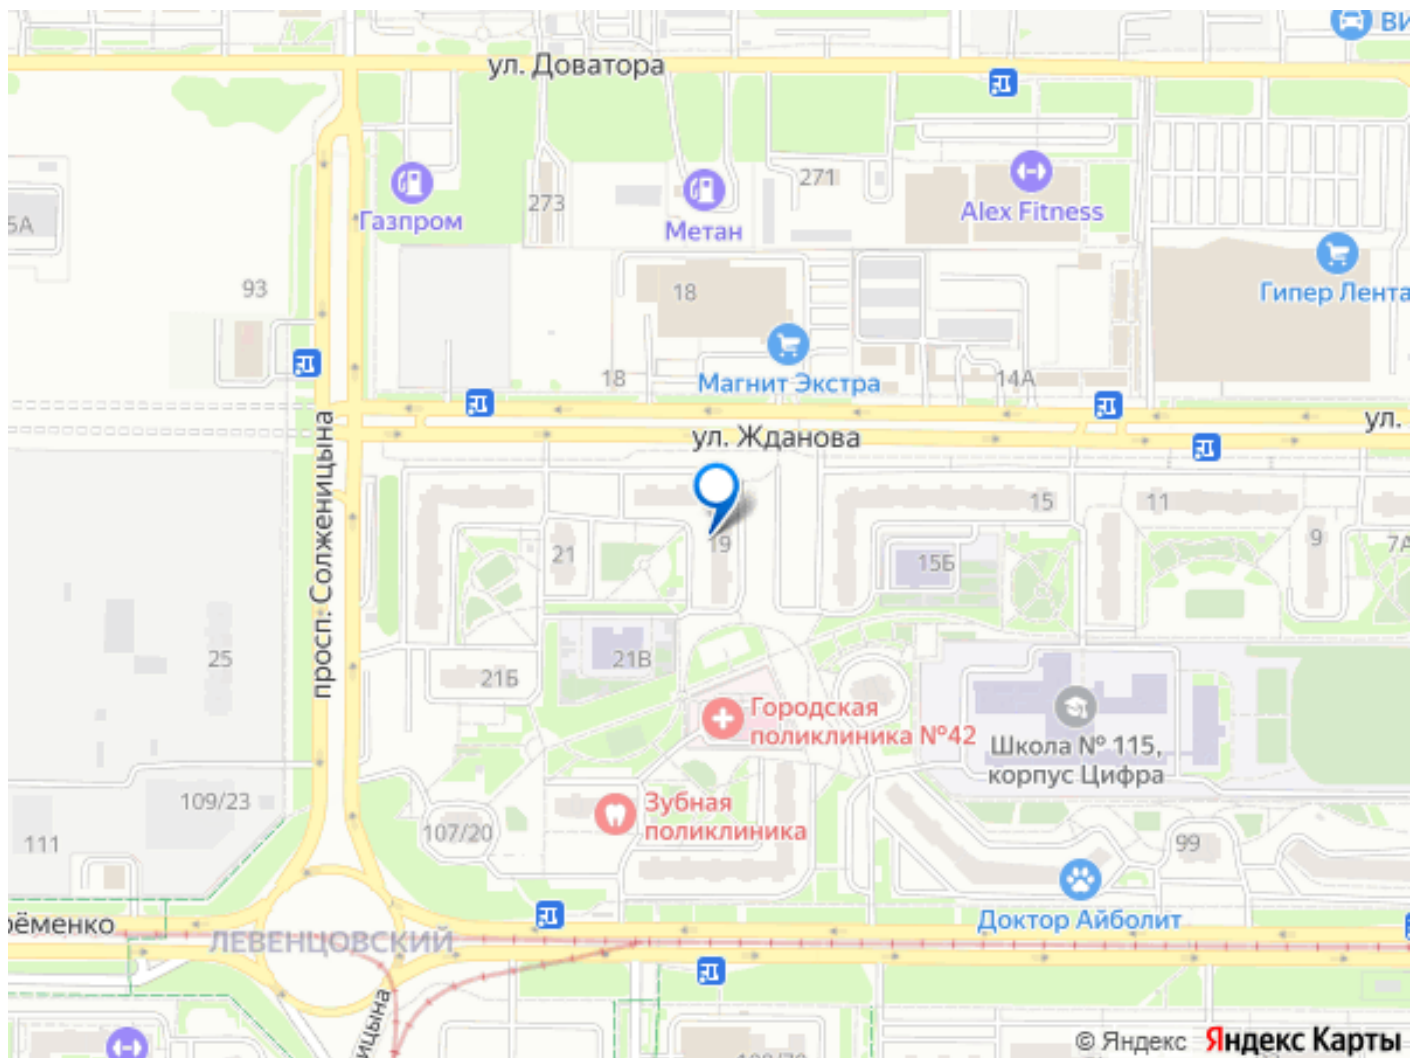 ВИ
ул. Доватора
271
273
5А
Газпром
Метан
Alex Fitness
93
18
Гипер Лента
18
Магнит Экстра
14А
ул.
ул. Жданова
просп. Солженицына
15
11
9
7А
19
21
15Б
25
21В
21Б
Городская
поликлиника №42
Школа № 115,
корпус Цифра
109/23
Зубная
поликлиника
107/20
111
99
Доктор Айболит
рёменко
ЛЕВЕНЦОВСКИЙ
ицына
© Яндекс Яндекс Карты